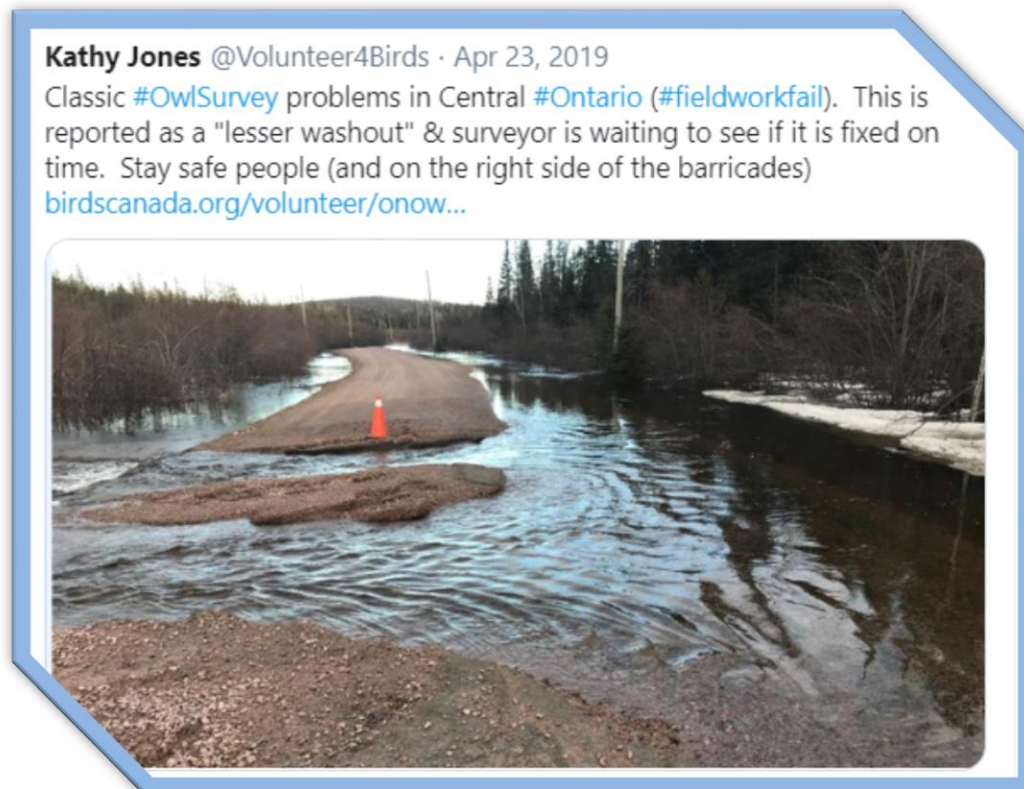 Kathy Jones @Volunteer4Birds · Apr 23, 2019
Classic #OwlSurvey problems in Central #Ontario (#fieldworkfail).  This is
reported as a "lesser washout" & surveyor is waiting to see if it is fixed on
time.  Stay safe people (and on the right side of the barricades)
birdscanada.org/volunteer/onow...